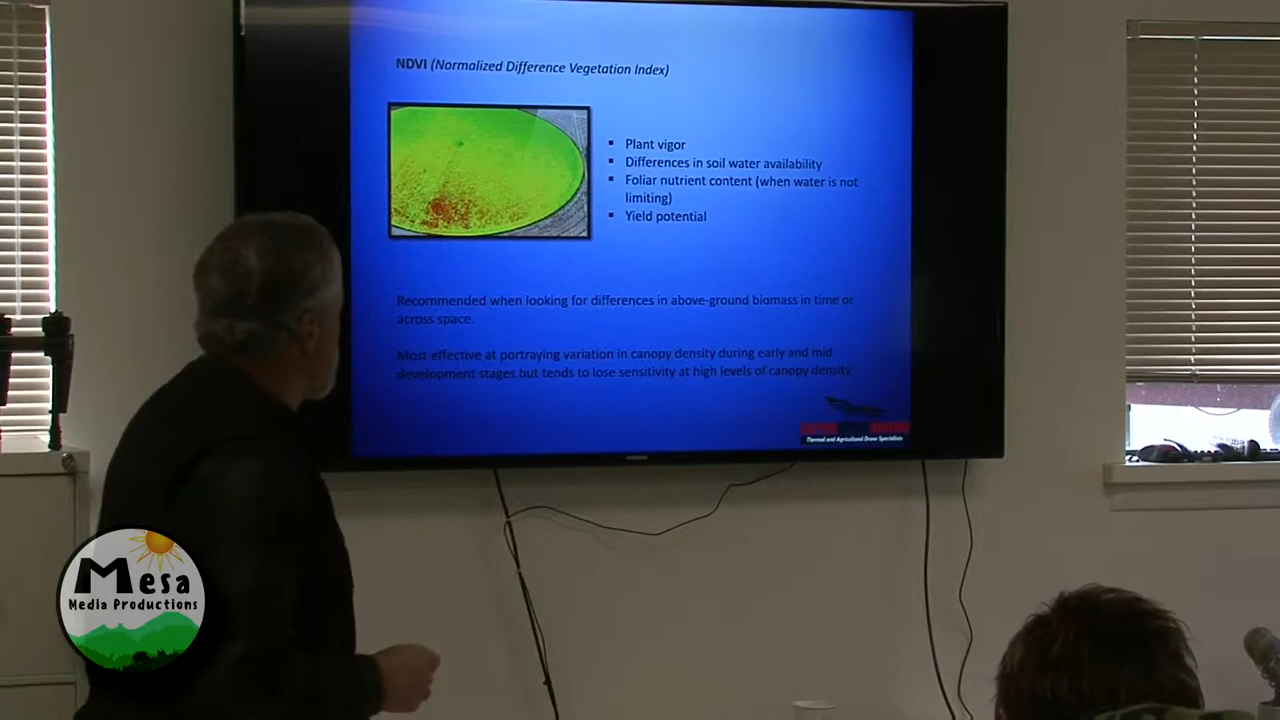 NDVI (Normalized Difference Vegetation Index)
Plant vigor
Differences in soil water availability
Foliar nutrient content (when water is not
limiting)
Yield potential
Recommended when looking for differences in above-ground biomass in time or
across space.
Most effective at portraying variation in canopy density during early and mid
development stages but tends to lose sensitivity at high levels of canopy density.
Thermal and Agricultural Drone Specialists
Mesa
Media Productions